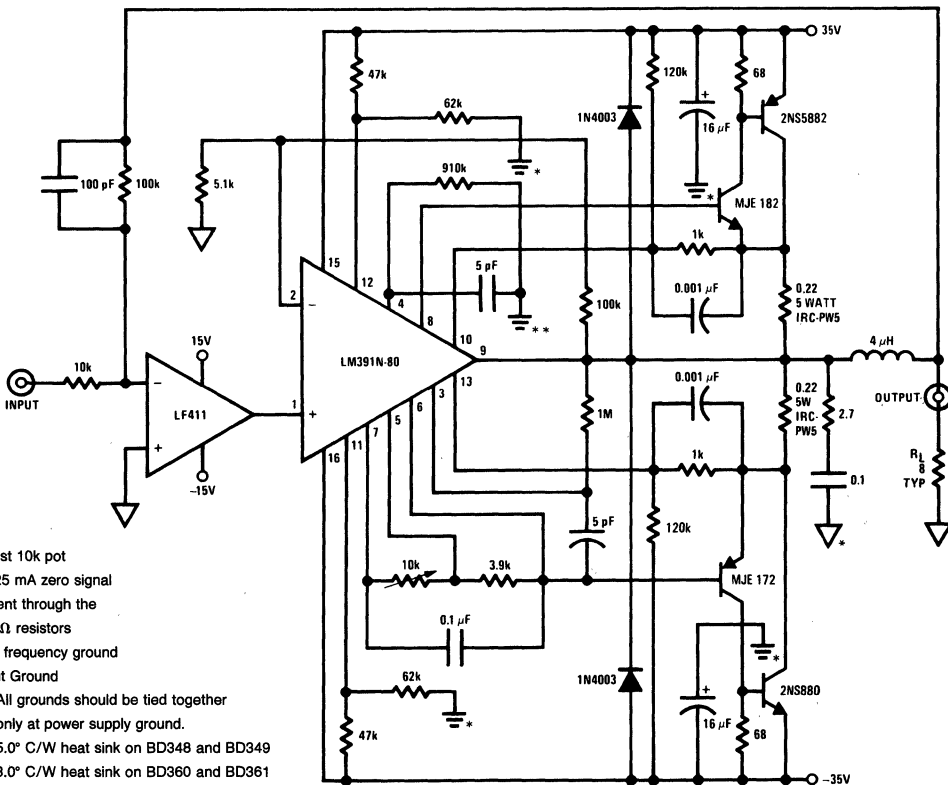 35V
47k
120k
68
62k
1N4003
+
16 µF
2NS5882
*
910k
100 pF
100k
5.1k
MJE 182
*
15
12
1k
2
−
4
5 pF
8
100k
0.001 µF
0.22
5 WATT
IRC-PW5
**
10
9
4 µH
LM391N-80
13
15V
10k
−
0.001 µF
0.22
5W
IRC-
PW5
INPUT
LF411
1
+
3
6
5
7
11
16
1M
OUTPUT
2.7
+
−15V
1k
RL
8
TYP
0.1
5 pF
120k
*
st 10k pot
25 mA zero signal
ent through the
Ω resistors
frequency ground
t Ground
All grounds should be tied together
only at power supply ground.
5.0° C/W heat sink on BD348 and BD349
3.0° C/W heat sink on BD360 and BD361
10k
3.9k
MJE 172
0.1 µF
*
62k
1N4003
+
2NS880
*
16 µF
47k
68
−35V